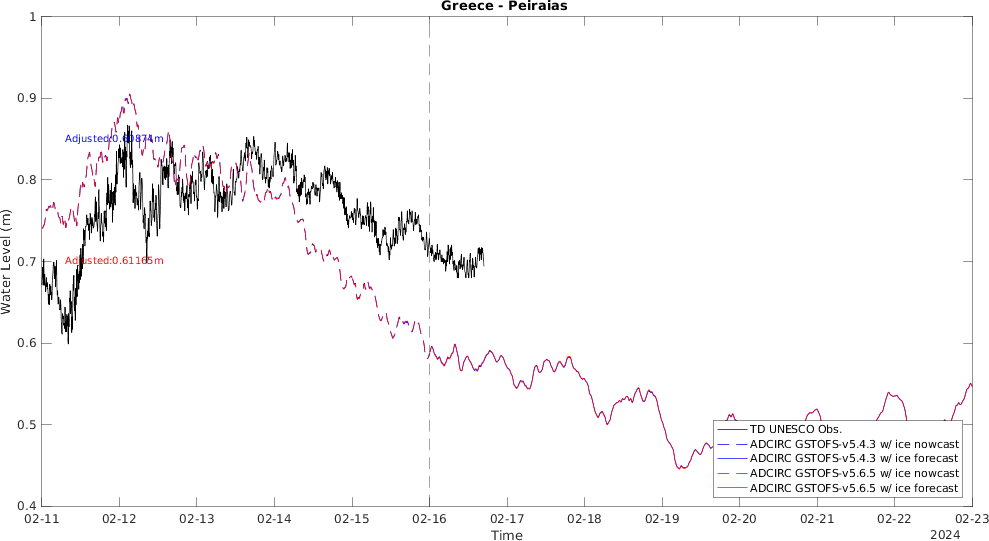 Greece - Peiraias
1
0.9
0.8
0.7
0.6
0.5
0.4
Water Level (m)
Adjusted:0.60874m
Adjusted:0.61165m
TD UNESCO Obs.
ADCIRC GSTOFS-v5.4.3 w/ ice nowcast
ADCIRC GSTOFS-v5.4.3 w/ ice forecast
ADCIRC GSTOFS-v5.6.5 w/ ice nowcast
ADCIRC GSTOFS-v5.6.5 w/ ice forecast
02-11 02-12 02-13 02-14 02-15 02-16 02-17 02-18 02-19 02-20 02-21 02-22 02-23
Time
2024